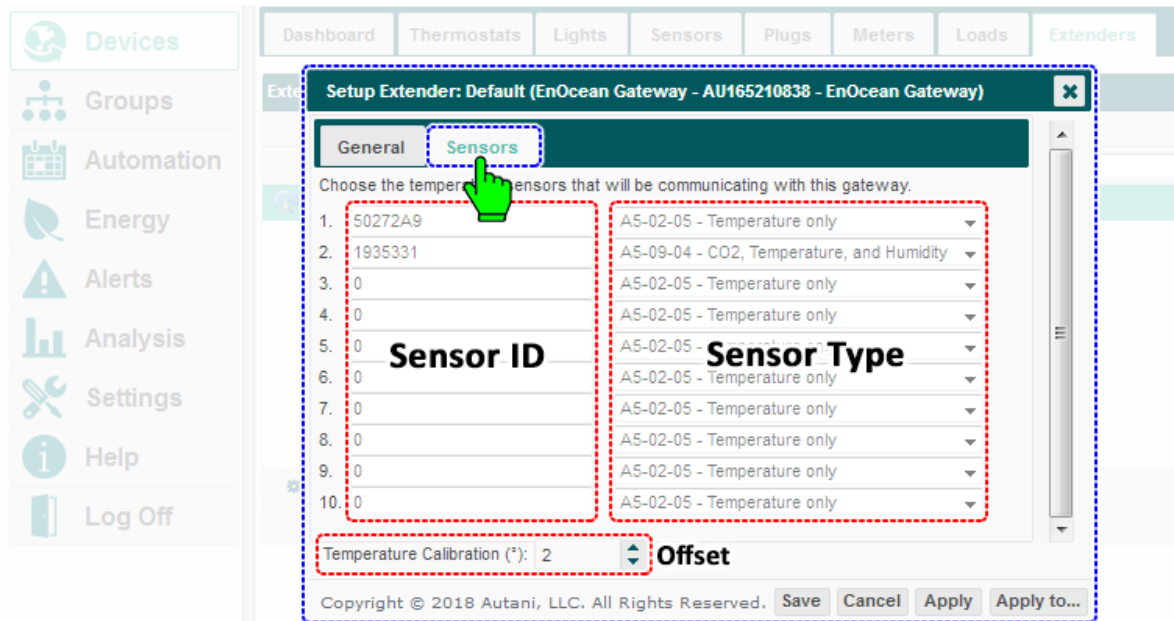 Devices
Groups
Automation
Energy
Alerts
Analysis
Settings
Help
Log Off
Dashboard Thermostats Lights Sensors Plugs Meters Loads Extenders
Setup Extender: Default (EnOcean Gateway - AU165210838 - EnOcean Gateway)
General Sensors
Choose the sensors that will be communicating with this gateway.
1. 50272A9 A5-02-05 - Temperature only
2. 1935331 A5-09-04 - CO2, Temperature, and Humidity
3. 0 A5-02-05 - Temperature only
4. 0 A5-02-05 - Temperature only
5. 0 A5-02-05 -
Sensor ID Sensor Type
6. 0 A5-02-05 - Temperature only
7. 0 A5-02-05 - Temperature only
8. 0 A5-02-05 - Temperature only
9. 0 A5-02-05 - Temperature only
10. 0 A5-02-05 - Temperature only
Temperature Calibration (°): 2 Offset
Copyright © 2018 Autani, LLC. All Rights Reserved. Save Cancel Apply Apply to...